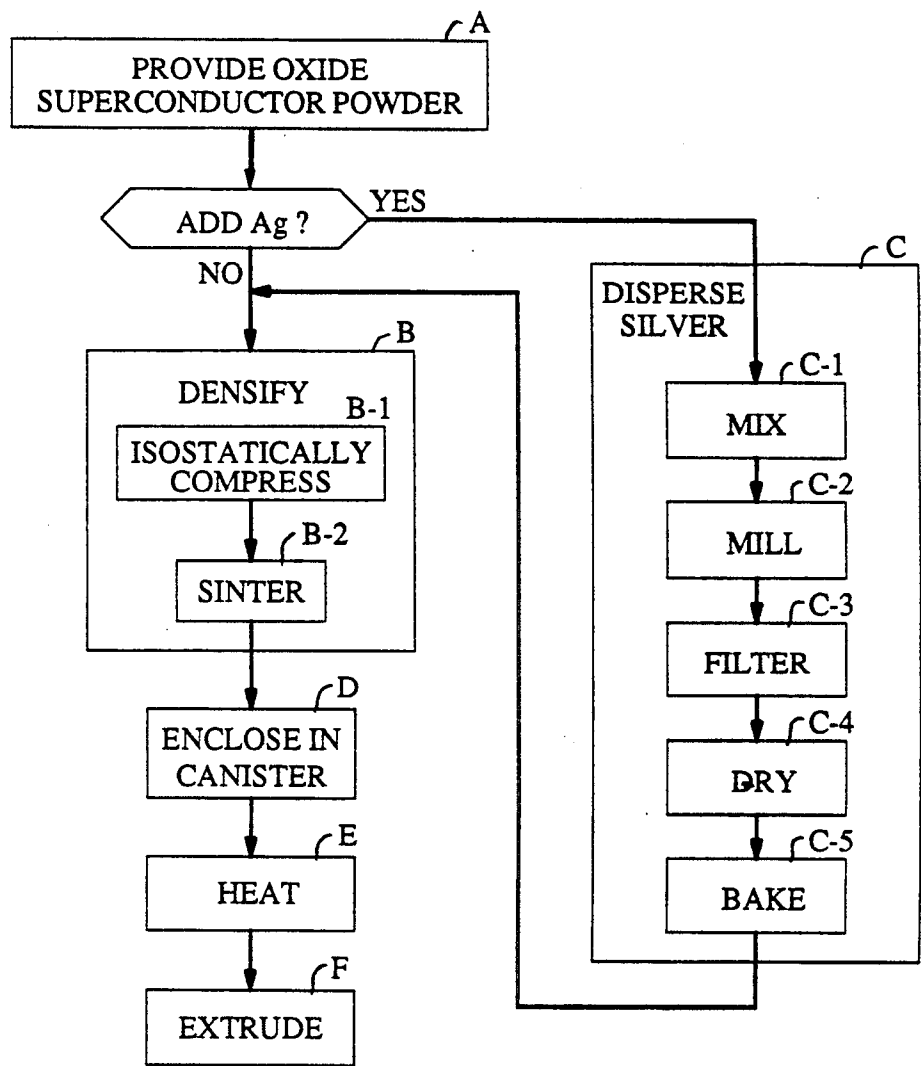 A
PROVIDE OXIDE
SUPERCONDUCTOR POWDER
ADD Ag ?
YES
NO
B
DENSIFY
B-1
ISOSTATICALLY
COMPRESS
B-2
SINTER
C
DISPERSE
SILVER
C-1
MIX
C-2
MILL
C-3
FILTER
C-4
DRY
C-5
BAKE
D
ENCLOSE IN
CANISTER
E
HEAT
F
EXTRUDE